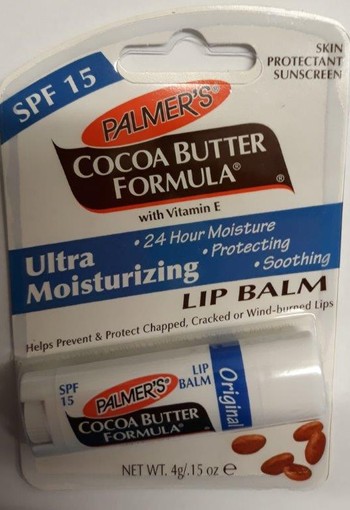 SPF 15
SKIN
PROTECTANT
SUNSCREEN
PALMER'S®
COCOA BUTTER
FORMULA®
®
with Vitamin E
Ultra
Moisturizing
• 24 Hour Moisture
• Protecting
• Soothing
LIP BALM
Helps Prevent & Protect Chapped, Cracked or Wind-burned Lips
SPF
15
PALMER'S®
LIP
BALM
COCOA BUTTER
FORMULA®
Original
NET WT. 4g/.15 oz ℮